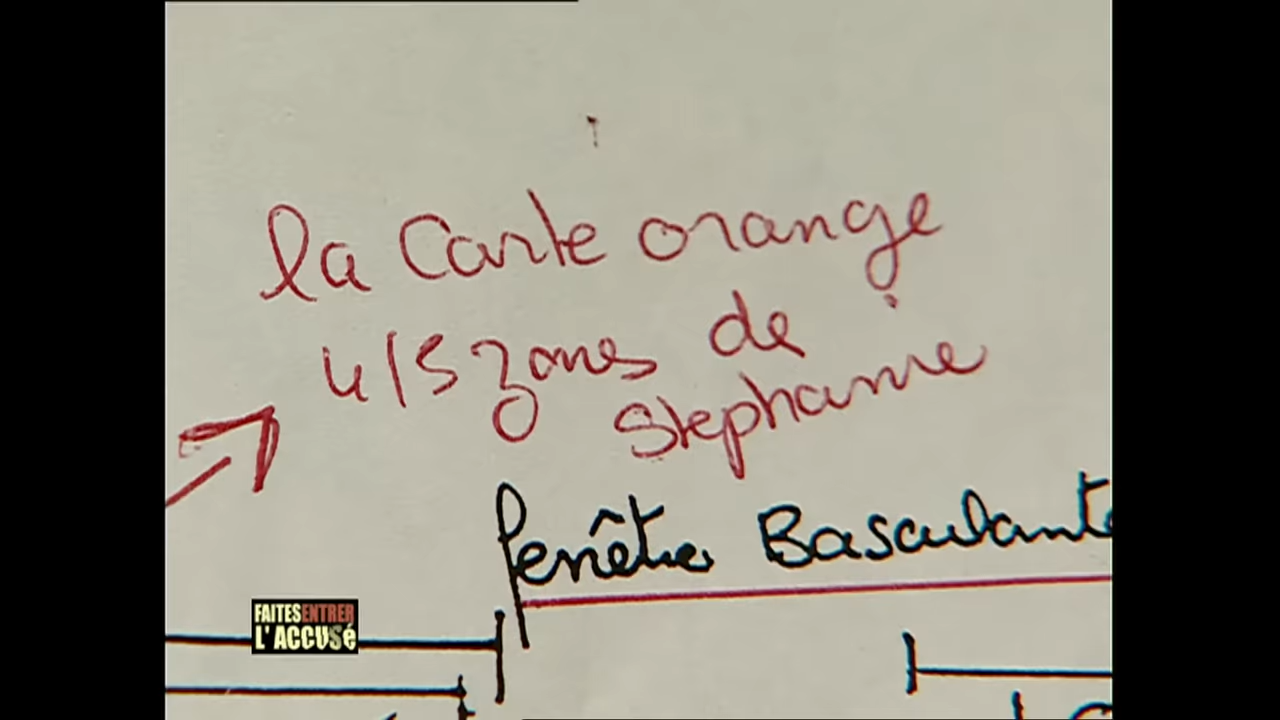 la Carte orange
4/5 zones de
Stephanie
fenêtre Basculante
FAITES ENTRER
L'ACCUSé